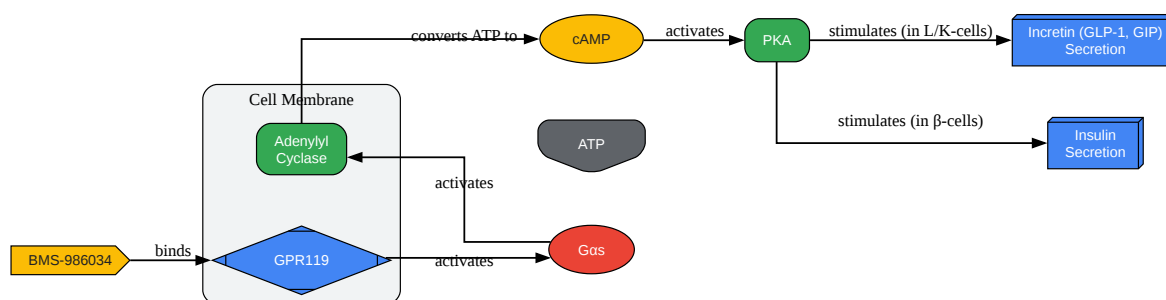 converts ATP to
cAMP
activates
PKA
stimulates (in L/K-cells)
Incretin (GLP-1, GIP)
Secretion
Cell Membrane
Adenylyl
Cyclase
ATP
stimulates (in β-cells)
Insulin
Secretion
activates
BMS-986034
binds
GPR119
activates
Gαs